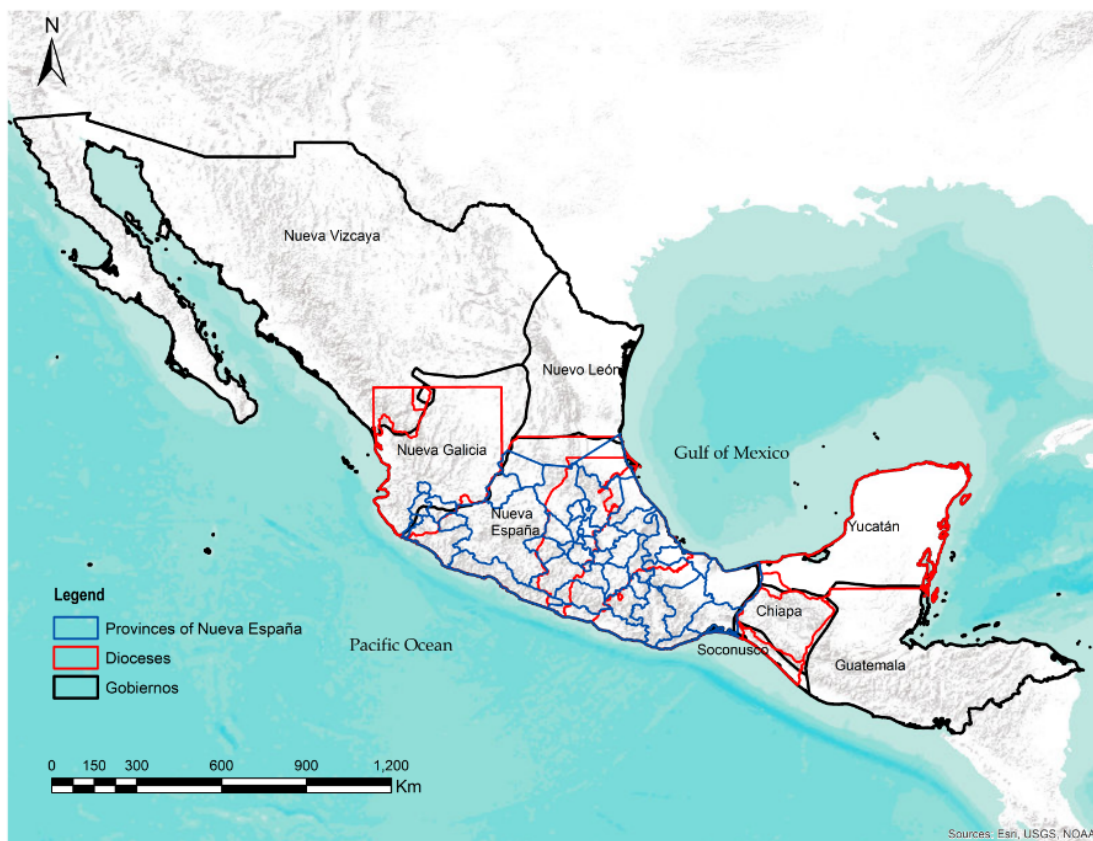 N
Nueva Vizcaya
Nuevo León
Nueva Galicia
Gulf of Mexico
Nueva
España
Yucatán
Legend
Provinces of Nueva España
Dioceses
Gobiernos
Chiapa
Pacific Ocean
Soconusco
Guatemala
0 150 300 600 900 1,200
Km
Sources: Esri, USGS, NOAA